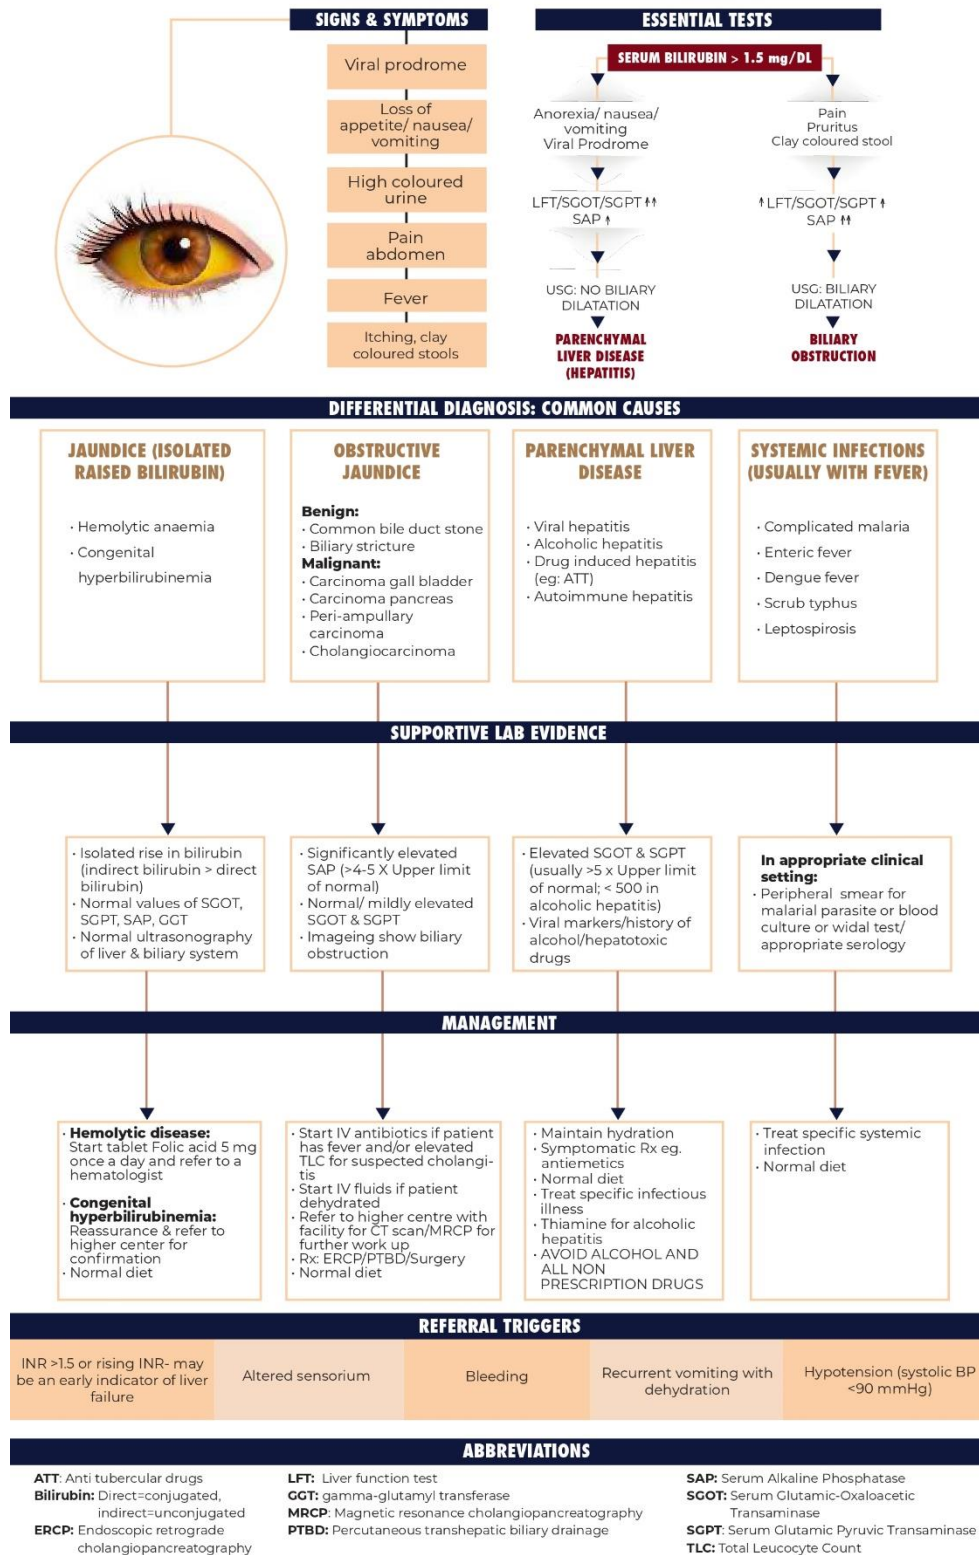 SIGNS & SYMPTOMS
Viral prodrome
Loss of
appetite/ nausea/
vomiting
High coloured
urine
Pain
abdomen
Fever
Itching, clay
coloured stools
ESSENTIAL TESTS
SERUM BILIRUBIN > 1.5 mg/DL
Anorexia/ nausea/
vomiting
Viral Prodrome
LFT/SGOT/SGPT ⬆⬆
SAP ⬆
USG: NO BILIARY
DILATATION
PARENCHYMAL
LIVER DISEASE
(HEPATITIS)
Pain
Pruritus
Clay coloured stool
⬆LFT/SGOT/SGPT ⬆
SAP ⬆⬆
USG: BILIARY
DILATATION
BILIARY
OBSTRUCTION
DIFFERENTIAL DIAGNOSIS: COMMON CAUSES
JAUNDICE (ISOLATED
RAISED BILIRUBIN)
· Hemolytic anaemia
· Congenital
hyperbilirubinemia
OBSTRUCTIVE
JAUNDICE
Benign:
· Common bile duct stone
· Biliary stricture
Malignant:
· Carcinoma gall bladder
· Carcinoma pancreas
· Peri-ampullary
carcinoma
· Cholangiocarcinoma
PARENCHYMAL LIVER
DISEASE
· Viral hepatitis
· Alcoholic hepatitis
· Drug induced hepatitis
(eg: ATT)
· Autoimmune hepatitis
SYSTEMIC INFECTIONS
(USUALLY WITH FEVER)
· Complicated malaria
· Enteric fever
· Dengue fever
· Scrub typhus
· Leptospirosis
SUPPORTIVE LAB EVIDENCE
· Isolated rise in bilirubin
(indirect bilirubin > direct
bilirubin)
· Normal values of SGOT,
SGPT, SAP, GGT
· Normal ultrasonography
of liver & biliary system
· Significantly elevated
SAP (>4-5 X Upper limit
of normal)
· Normal/ mildly elevated
SGOT & SGPT
· Imageing show biliary
obstruction
· Elevated SGOT & SGPT
(usually >5 x Upper limit
of normal; < 500 in
alcoholic hepatitis)
· Viral markers/history of
alcohol/hepatotoxic
drugs
In appropriate clinical
setting:
· Peripheral smear for
malarial parasite or blood
culture or widal test/
appropriate serology
MANAGEMENT
· Hemolytic disease:
Start tablet Folic acid 5 mg
once a day and refer to a
hematologist
· Congenital
hyperbilirubinemia:
Reassurance & refer to
higher center for
confirmation
· Normal diet
· Start IV antibiotics if patient
has fever and/or elevated
TLC for suspected cholangi-
tis
· Start IV fluids if patient
dehydrated
· Refer to higher centre with
facility for CT scan/MRCP for
further work up
· Rx: ERCP/PTBD/Surgery
· Normal diet
· Maintain hydration
· Symptomatic Rx eg.
antiemetics
· Normal diet
· Treat specific infectious
illness
· Thiamine for alcoholic
hepatitis
· AVOID ALCOHOL AND
ALL NON
PRESCRIPTION DRUGS
· Treat specific systemic
infection
· Normal diet
REFERRAL TRIGGERS
INR >1.5 or rising INR- may
be an early indicator of liver
failure
Altered sensorium
Bleeding
Recurrent vomiting with
dehydration
Hypotension (systolic BP
<90 mmHg)
ABBREVIATIONS
ATT: Anti tubercular drugs
Bilirubin: Direct=conjugated,
indirect=unconjugated
ERCP: Endoscopic retrograde
cholangiopancreatography
LFT: Liver function test
GGT: gamma-glutamyl transferase
MRCP: Magnetic resonance cholangiopancreatography
PTBD: Percutaneous transhepatic biliary drainage
SAP: Serum Alkaline Phosphatase
SGOT: Serum Glutamic-Oxaloacetic
Transaminase
SGPT: Serum Glutamic Pyruvic Transaminase
TLC: Total Leucocyte Count